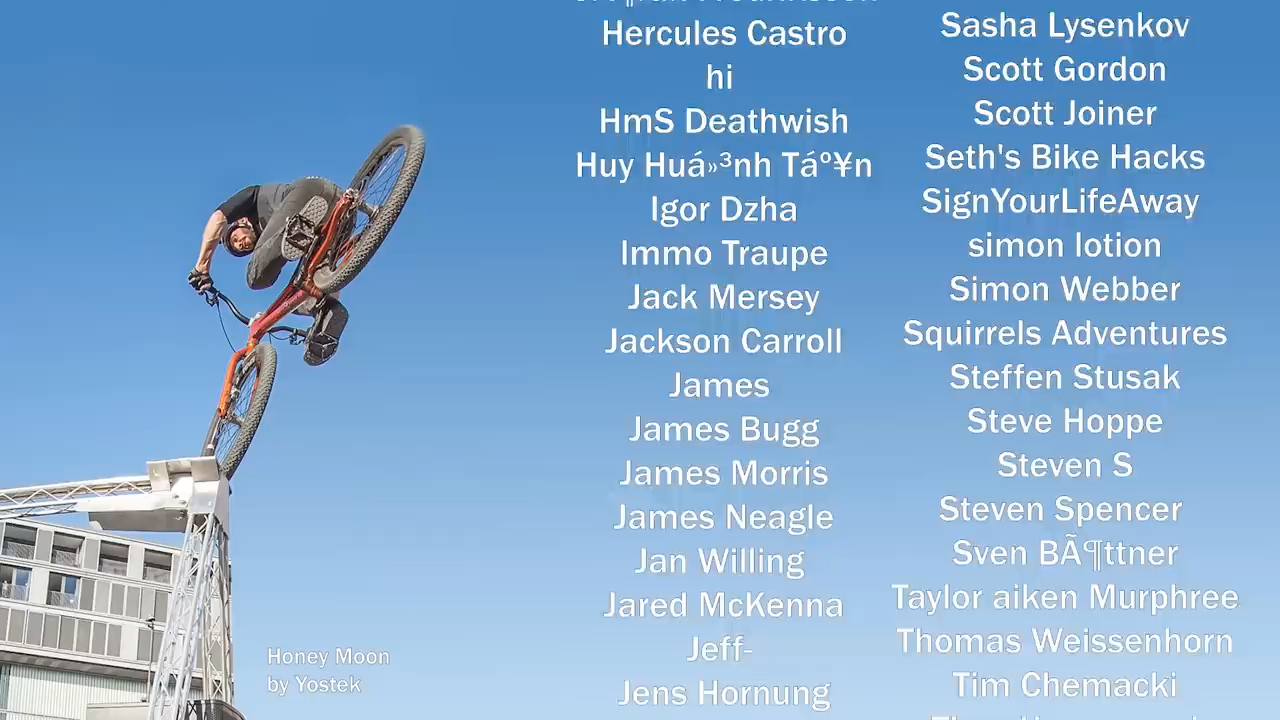 Hercules Castro
hi
HmS Deathwish
Huy Huá»³nh Táº¥n
Igor Dzha
Immo Traupe
Jack Mersey
Jackson Carroll
James
James Bugg
James Morris
James Neagle
Jan Willing
Jared McKenna
Jeff-
Jens Hornung
Sasha Lysenkov
Scott Gordon
Scott Joiner
Seth's Bike Hacks
SignYourLifeAway
simon lotion
Simon Webber
Squirrels Adventures
Steffen Stusak
Steve Hoppe
Steven S
Steven Spencer
Sven BÃ¶ttner
Taylor aiken Murphree
Thomas Weissenhorn
Tim Chemacki
Honey Moon
by Yostek